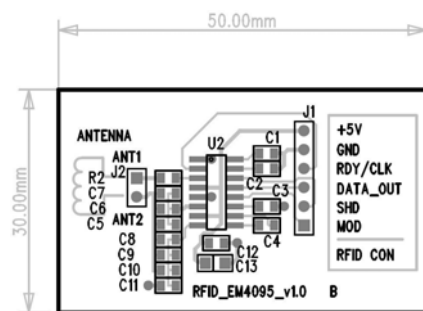 50.00mm
30.00mm
ANTENNA
ANT1
J2
R2
C7
C6
C5
ANT2
C8
C9
C10
C11
U2
C1
C2
C3
C4
C12
C13
J1
+5V
GND
RDY/CLK
DATA_OUT
SHD
MOD
RFID CON
RFID_EM4095_v1.0 B